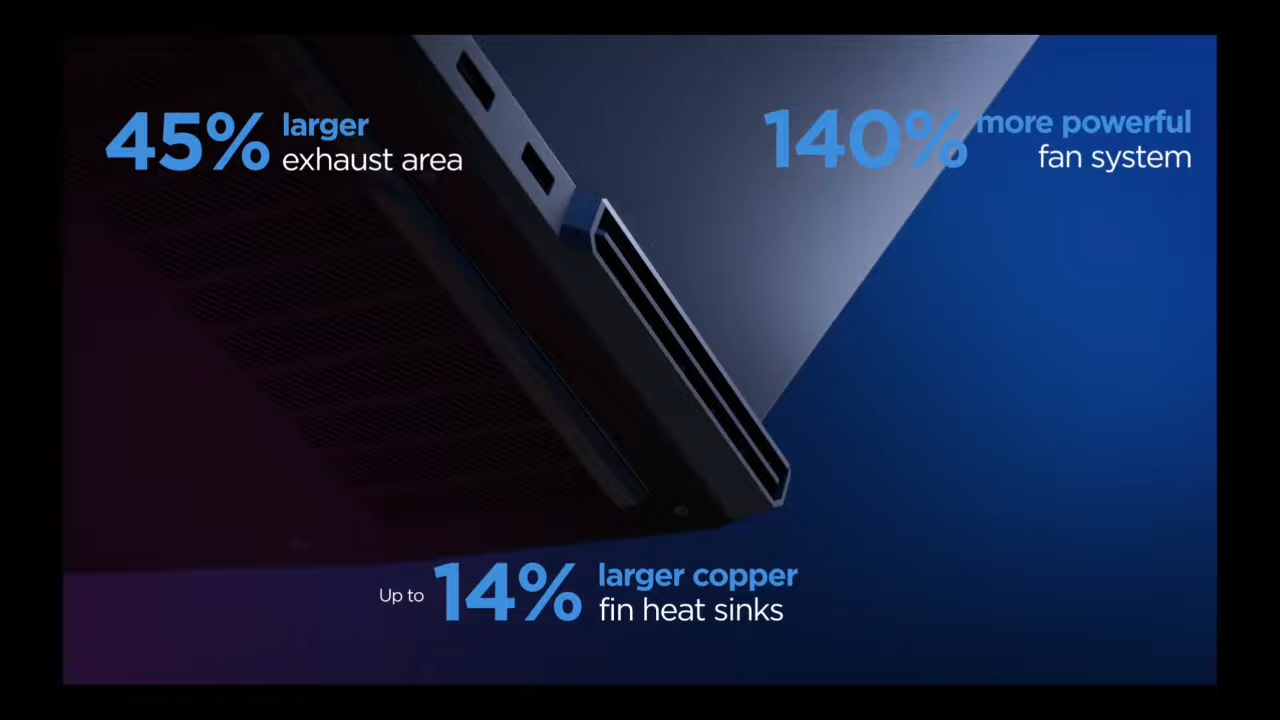 45% larger
exhaust area
140% more powerful
fan system
Up to 14% larger copper
fin heat sinks